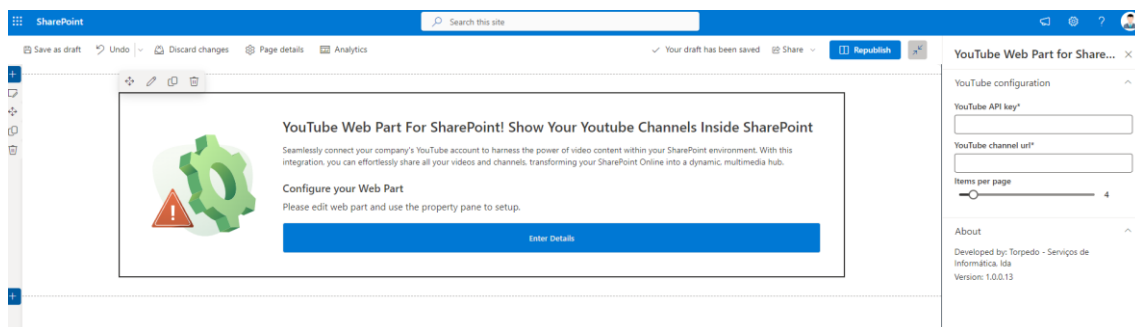 SharePoint
Search this site
Save as draft Undo Discard changes Page details Analytics
Your draft has been saved Share Republish
YouTube Web Part For SharePoint! Show Your Youtube Channels Inside SharePoint
Seamlessly connect your company's YouTube account to harness the power of video content within your SharePoint environment. With this
integration, you can effortlessly share all your videos and channels, transforming your SharePoint Online into a dynamic, multimedia hub.
Configure your Web Part
Please edit web part and use the property pane to setup.
Enter Details
YouTube Web Part for Share...
YouTube configuration
YouTube API key*
YouTube channel url*
Items per page
4
About
Developed by: Torpedo - Serviços de
Informática, lda
Version: 1.0.0.13